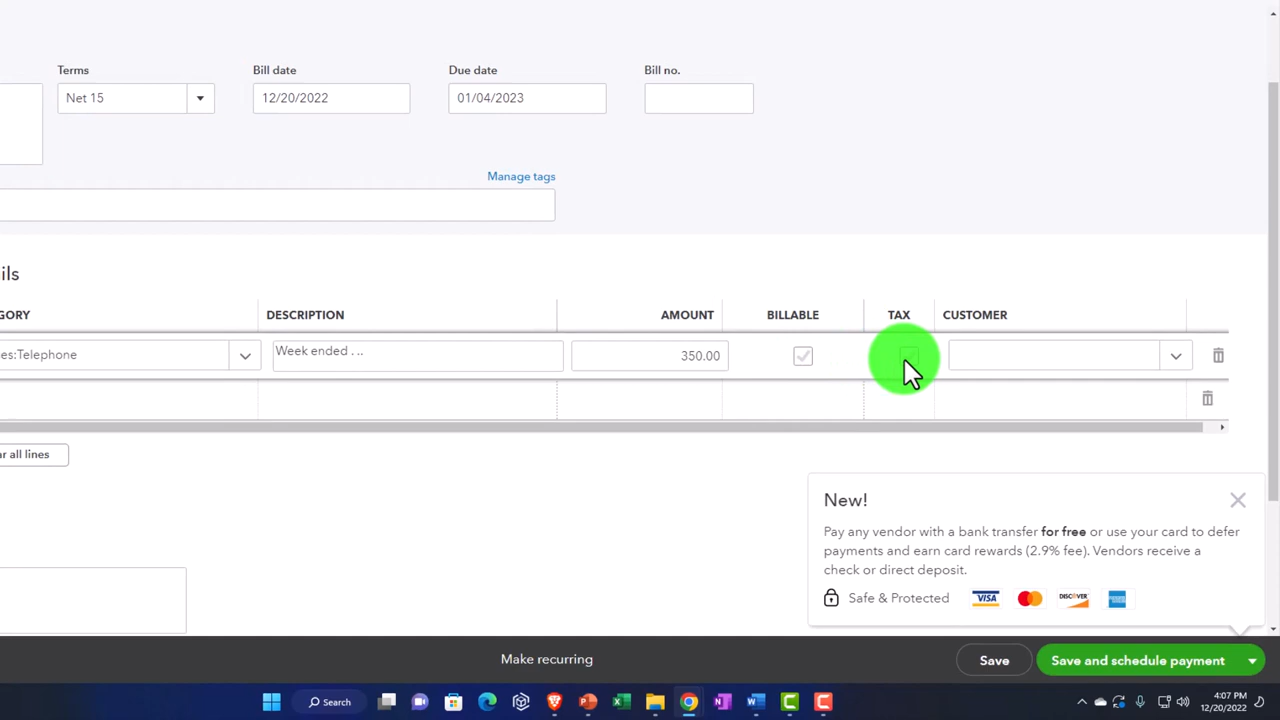 Terms
Bill date
Due date
Bill no.
Net 15
12/20/2022
01/04/2023
Manage tags
ils
GORY
DESCRIPTION
AMOUNT
BILLABLE
TAX
CUSTOMER
es:Telephone
Week ended . ..
350.00
ar all lines
New!
Pay any vendor with a bank transfer for free or use your card to defer
payments and earn card rewards (2.9% fee). Vendors receive a
check or direct deposit.
Safe & Protected
VISA
DISCOVER
Make recurring
Save
Save and schedule payment
Search
4:07 PM
12/20/2022